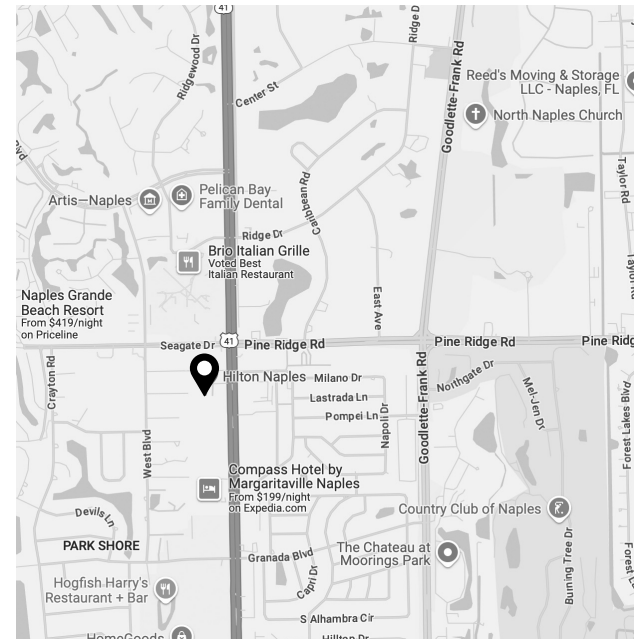 41
Ridgewood Dr
Center St
Ridge D
Goodlette-Frank Rd
Reed's Moving & Storage
LLC - Naples, FL
North Naples Church
Taylor Rd
Artis—Naples
Pelican Bay
Family Dental
Caribbean Rd
Ridge Dr
Brio Italian Grille
Voted Best
Italian Restaurant
Naples Grande
Beach Resort
From $419/night
on Priceline
East Ave
Seagate Dr
41
Pine Ridge Rd
Pine Ridge Rd
Pine Ridg
Crayton Rd
Hilton Naples
Milano Dr
Lastrada Ln
Pompei Ln
Napoli Dr
Goodlette-Frank Rd
Northgate Dr
Mel-Jen Dr
Forest Lakes Blvd
West Blvd
Compass Hotel by
Margaritaville Naples
From $199/night
on Expedia.com
Devils Ln
PARK SHORE
Country Club of Naples
Burning Tree Dr
Granada Blvd
The Chateau at
Moorings Park
Capri Dr
Hogfish Harry's
Restaurant + Bar
S Alhambra Cir
HomeGoods
Hilltop Dr